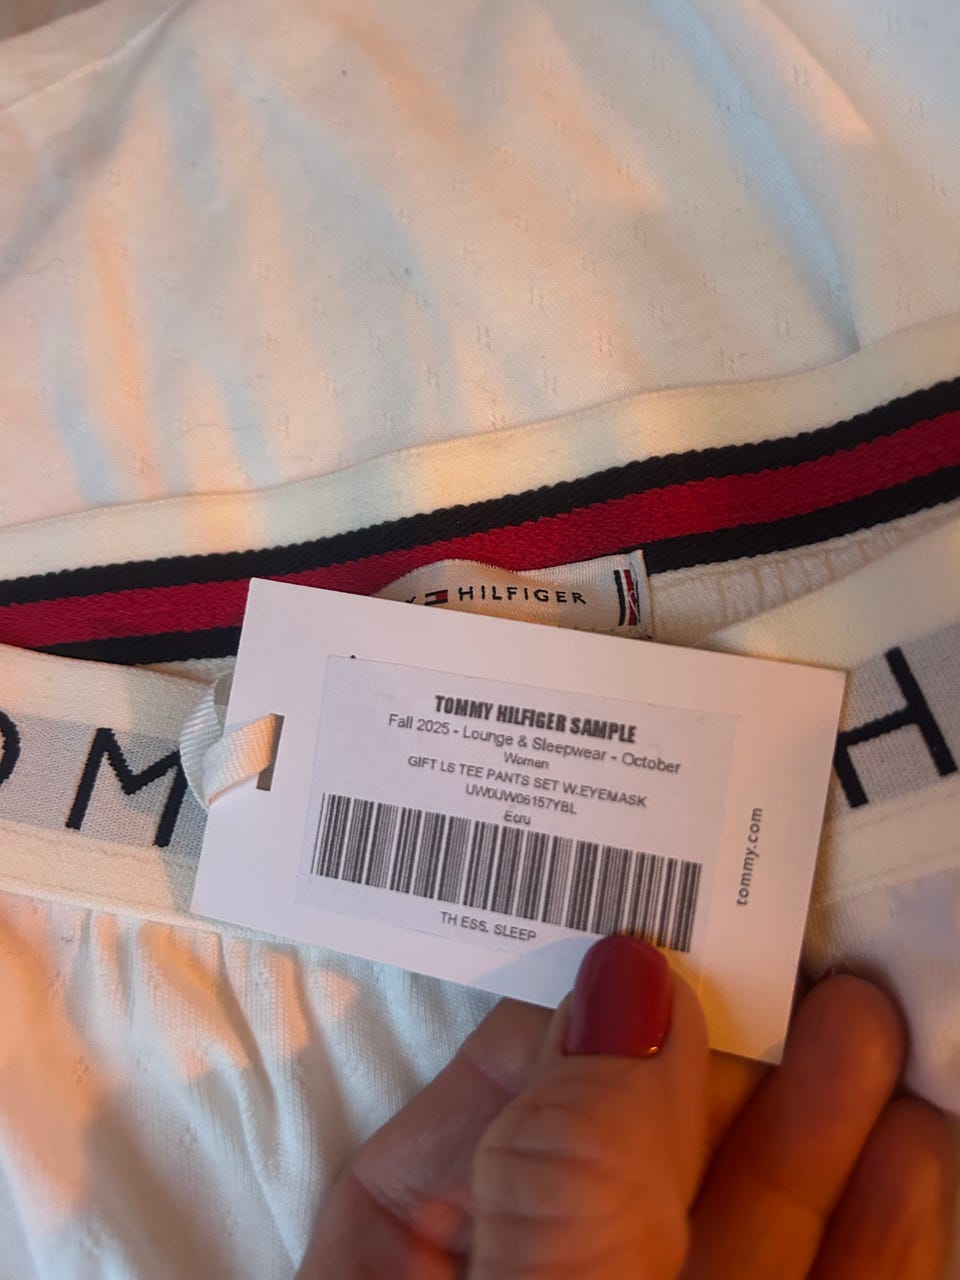 HILFIGER
OM
H
TOMMY HILFIGER SAMPLE
Fall 2025 - Lounge & Sleepwear - October
Women
GIFT LS TEE PANTS SET W.EYEMASK
UW0UW06157YBL
Ecru
TH ESS. SLEEP
tommy.com